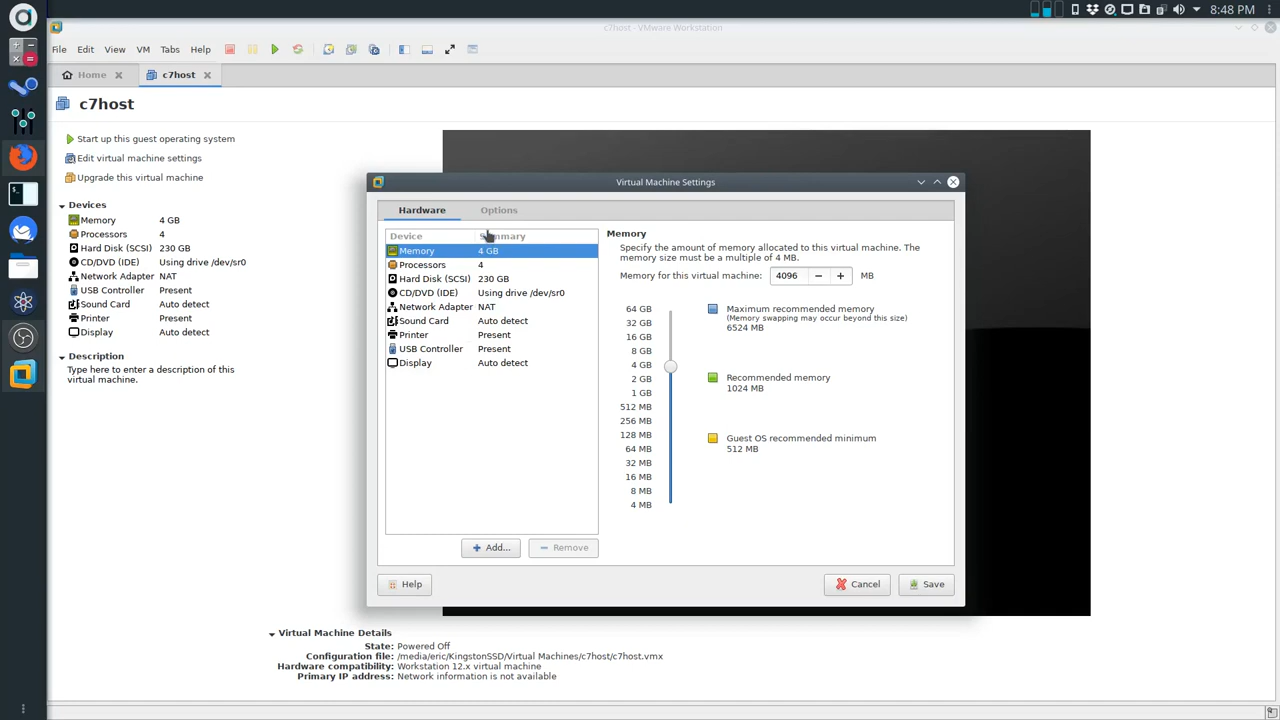 8:48 PM
c7host - VMware Workstation
File Edit View VM Tabs Help
Home c7host
c7host
Start up this guest operating system
Edit virtual machine settings
Upgrade this virtual machine
Devices
Memory 4 GB
Processors 4
Hard Disk (SCSI) 230 GB
CD/DVD (IDE) Using drive /dev/sr0
Network Adapter NAT
USB Controller Present
Sound Card Auto detect
Printer Present
Display Auto detect
Description
Type here to enter a description of this
virtual machine.
Virtual Machine Settings
Hardware Options
Device Summary
Memory 4 GB
Processors 4
Hard Disk (SCSI) 230 GB
CD/DVD (IDE) Using drive /dev/sr0
Network Adapter NAT
Sound Card Auto detect
Printer Present
USB Controller Present
Display Auto detect
Add... Remove
Memory
Specify the amount of memory allocated to this virtual machine. The
memory size must be a multiple of 4 MB.
Memory for this virtual machine: 4096 MB
64 GB
32 GB
16 GB
8 GB
4 GB
2 GB
1 GB
512 MB
256 MB
128 MB
64 MB
32 MB
16 MB
8 MB
4 MB
Maximum recommended memory
(Memory swapping may occur beyond this size)
6524 MB
Recommended memory
1024 MB
Guest OS recommended minimum
512 MB
Help Cancel Save
Virtual Machine Details
State: Powered Off
Configuration file: /media/eric/KingstonSSD/Virtual Machines/c7host/c7host.vmx
Hardware compatibility: Workstation 12.x virtual machine
Primary IP address: Network information is not available